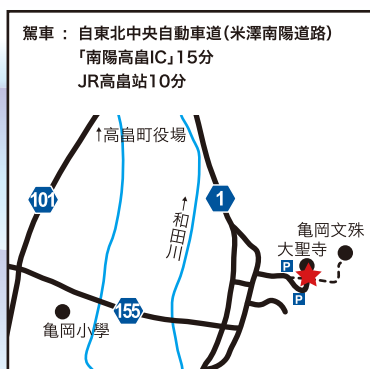 駕車 : 自東北中央自動車道(米澤南陽道路)
「南陽高畠IC」15分
JR高畠站10分
↑高畠町役場
101
1
↑和田川
亀岡文殊
大聖寺
P
P
155
亀岡小學